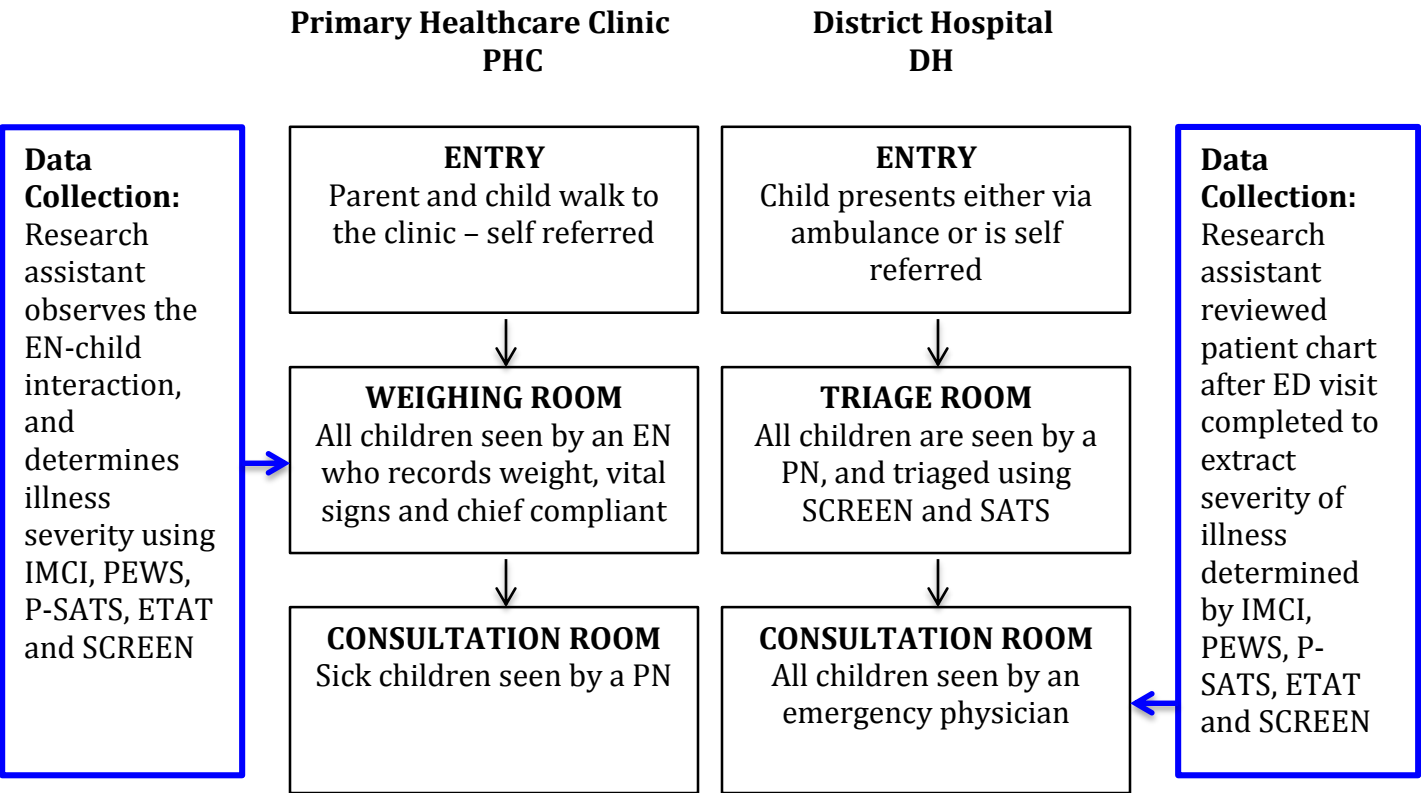 Primary Healthcare Clinic
PHC
District Hospital
DH
Data
Collection:
Research
assistant
observes the
EN-child
interaction,
and
determines
illness
severity using
IMCI, PEWS,
P-SATS, ETAT
and SCREEN
ENTRY
Parent and child walk to
the clinic – self referred
WEIGHING ROOM
All children seen by an EN
who records weight, vital
signs and chief compliant
CONSULTATION ROOM
Sick children seen by a PN
ENTRY
Child presents either via
ambulance or is self
referred
TRIAGE ROOM
All children are seen by a
PN, and triaged using
SCREEN and SATS
CONSULTATION ROOM
All children seen by an
emergency physician
Data
Collection:
Research
assistant
reviewed
patient chart
after ED visit
completed to
extract
severity of
illness
determined
by IMCI,
PEWS, P-
SATS, ETAT
and SCREEN